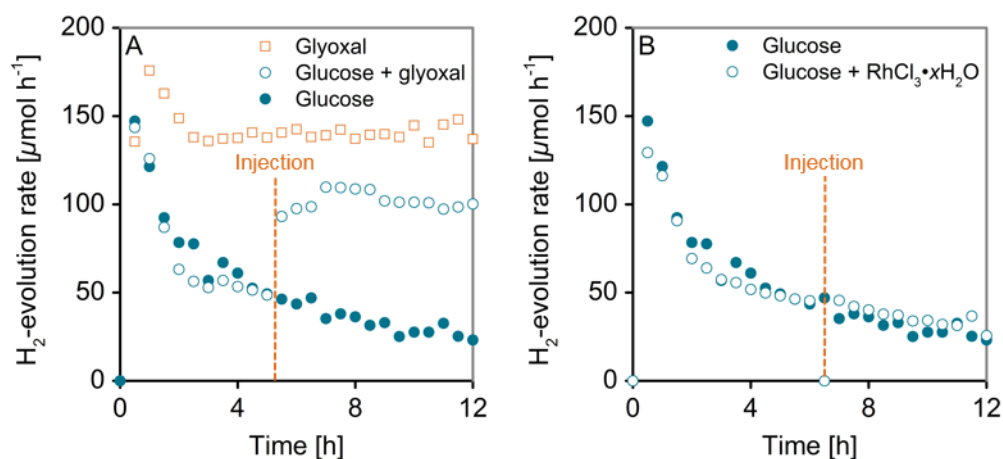 H₂-evolution rate [µmol h⁻¹]
200
150
100
50
0
A
Glyoxal
Glucose + glyoxal
Glucose
Injection
0
4
8
12
Time [h]
H₂-evolution rate [µmol h⁻¹]
200
150
100
50
0
B
Glucose
Glucose + RhCl₃•xH₂O
Injection
0
4
8
12
Time [h]